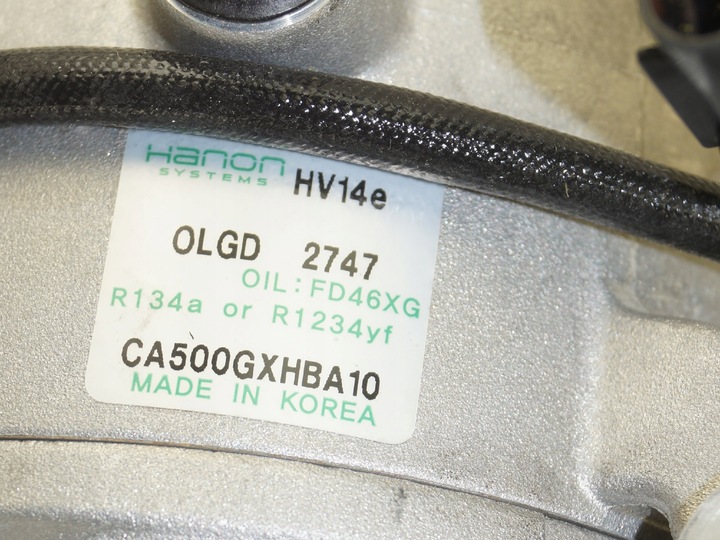 Hanon
SYSTEMS HV14e
OLGD 2747
OIL:FD46XG
R134a or R1234yf
CA500GXHBA10
MADE IN KOREA